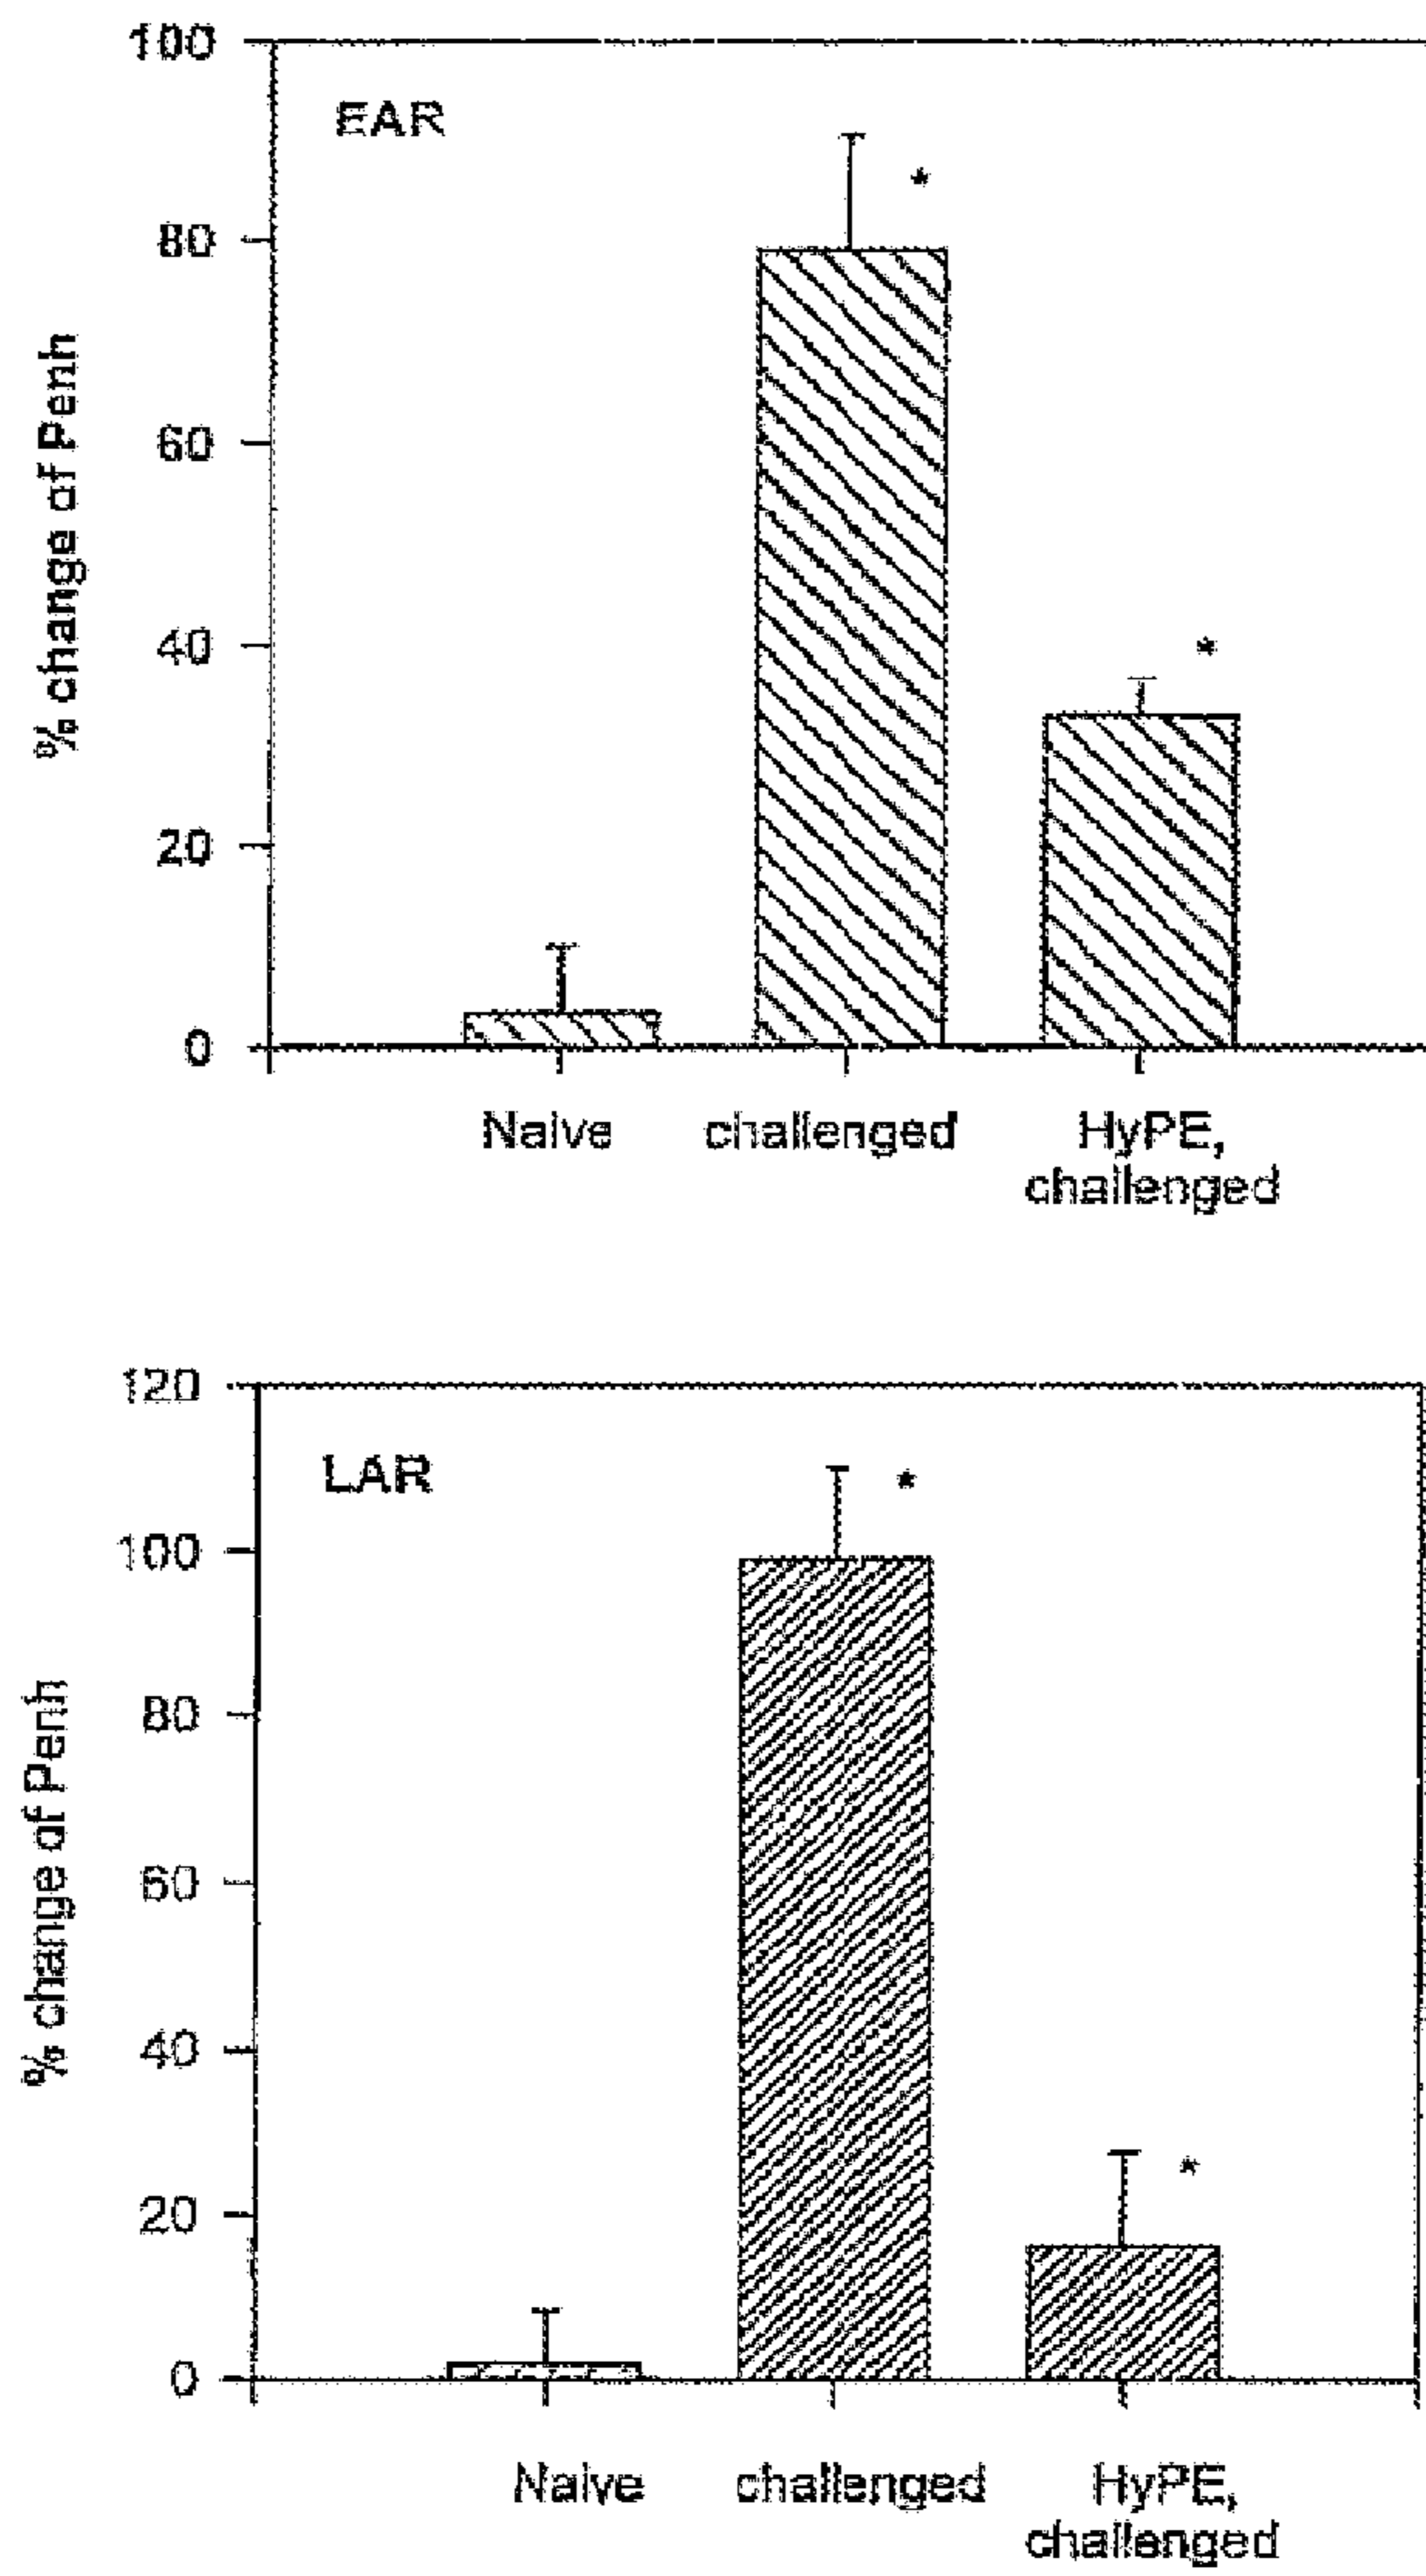 100
EAR
*
80
60
% change of Penh
40
*
20
0
Naive challenged HyPE,
challenged
120
LAR
*
100
80
% change of Penh
60
40
*
20
0
Naive challenged HyPE,
challenged